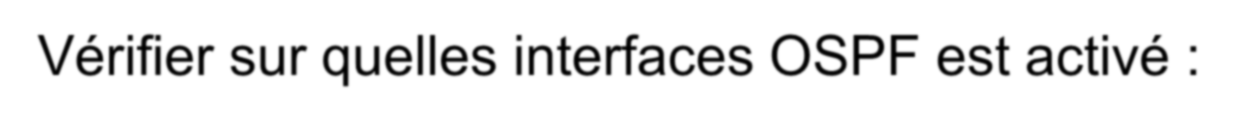 Vérifier sur quelles interfaces OSPF est activé :